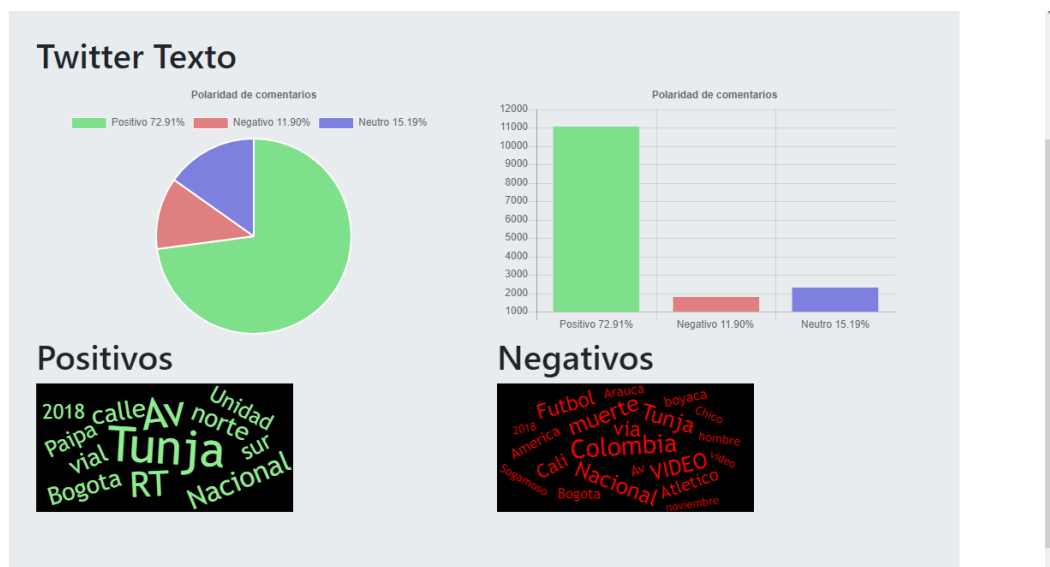 Twitter Texto
Polaridad de comentarios
Positivo 72.91% Negativo 11.90% Neutro 15.19%
Polaridad de comentarios
12000
11000
10000
9000
8000
7000
6000
5000
4000
3000
2000
1000
Positivo 72.91% Negativo 11.90% Neutro 15.19%
Positivos
2018
calle
Av
norte
Unidad
Paipa
vial
Tunja
sur
Bogota
RT
Nacional
Negativos
Futbol
Arauca
boyaca
Chico
2018
muerte
Tunja
America
via
hombre
Colombia
Cali
Av
VIDEO
video
Sogamoso
Nacional
Atletico
Bogota
noviembre